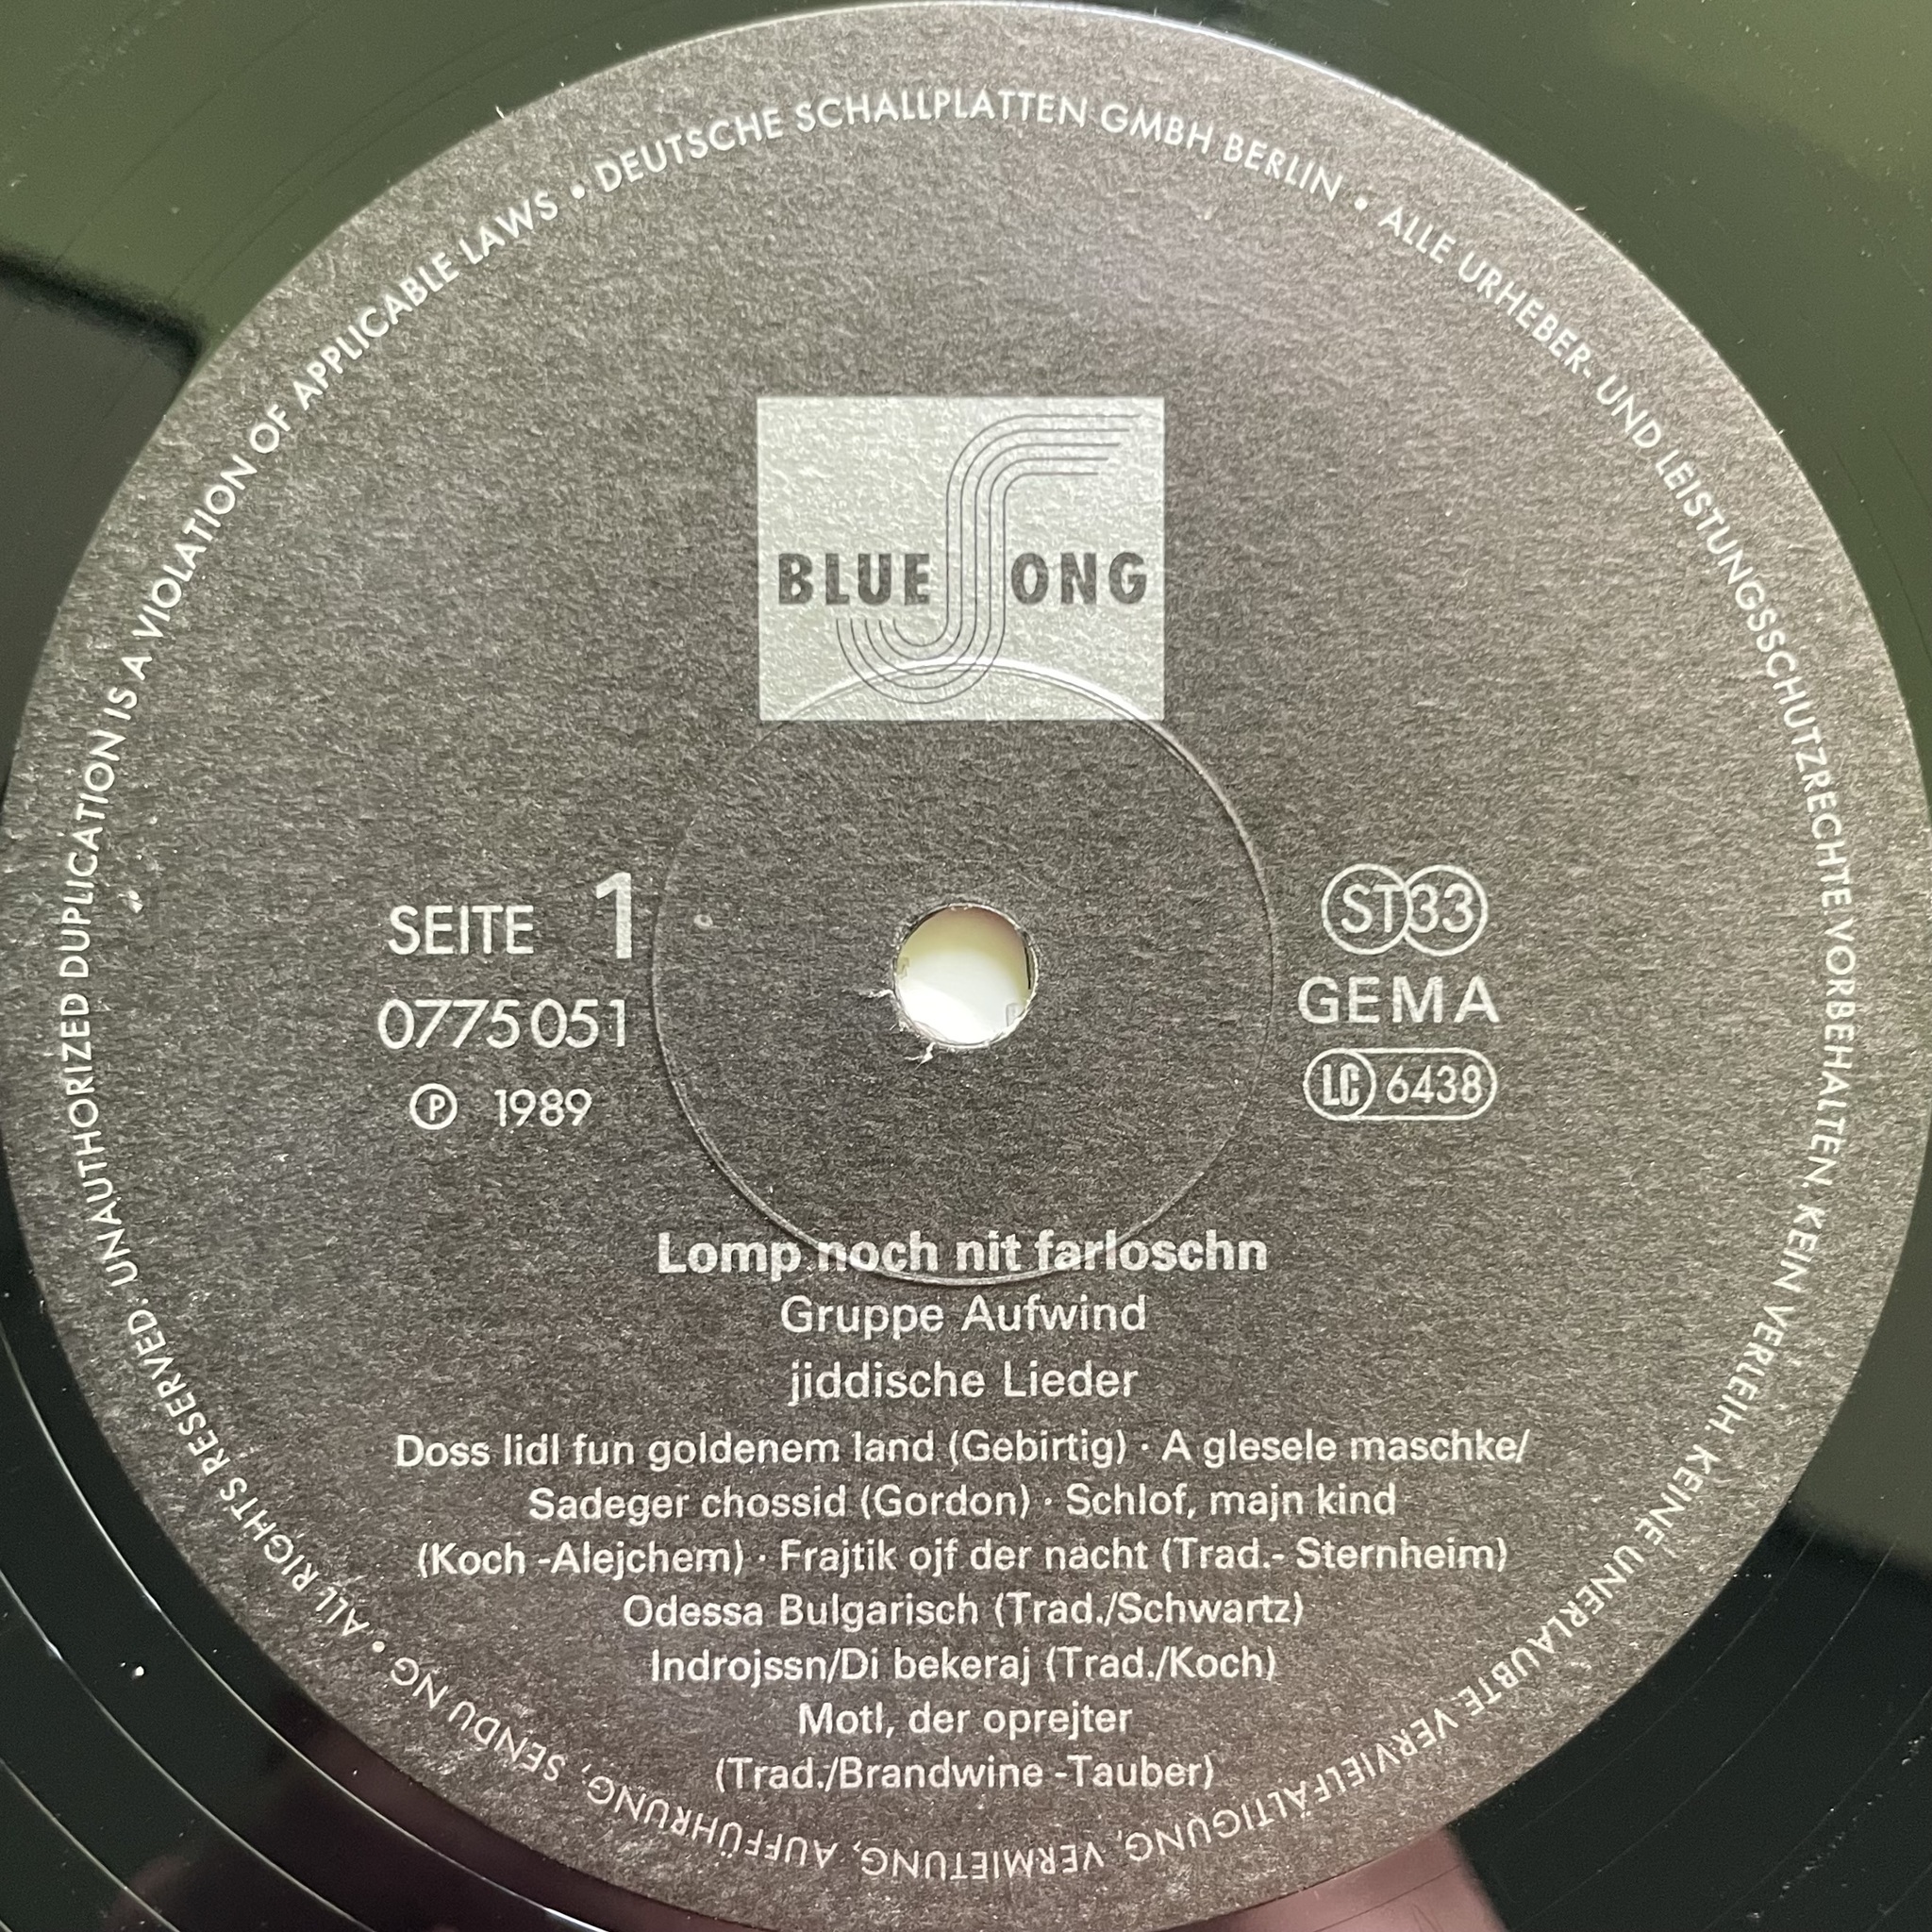 DEUTSCHE SCHALLPLATTEN GMBH BERLIN • ALLE URHEBER- UND LEISTUNGSSCHUTZRECHTE VORBEHALTEN. KEIN VERLEIH. KEINE UNERLAUBTE VERVIELFÄLTIGUNG, VERMIETUNG, AUFFÜHRUNG, SENDUNG • ALL RIGHTS RESERVED. UNAUTHORIZED DUPLICATION IS A VIOLATION OF APPLICABLE LAWS •
BLUE SONG
SEITE 1
0775051
℗ 1989
ST 33
GEMA
LC 6438
Lomp noch nit farloschn
Gruppe Aufwind
jiddische Lieder
Doss lidl fun goldenem land (Gebirtig) · A glesele maschke/
Sadeger chossid (Gordon) · Schlof, majn kind
(Koch -Alejchem) · Frajtik ojf der nacht (Trad.- Sternheim)
Odessa Bulgarisch (Trad./Schwartz)
Indrojssn/Di bekeraj (Trad./Koch)
Motl, der oprejter
(Trad./Brandwine -Tauber)